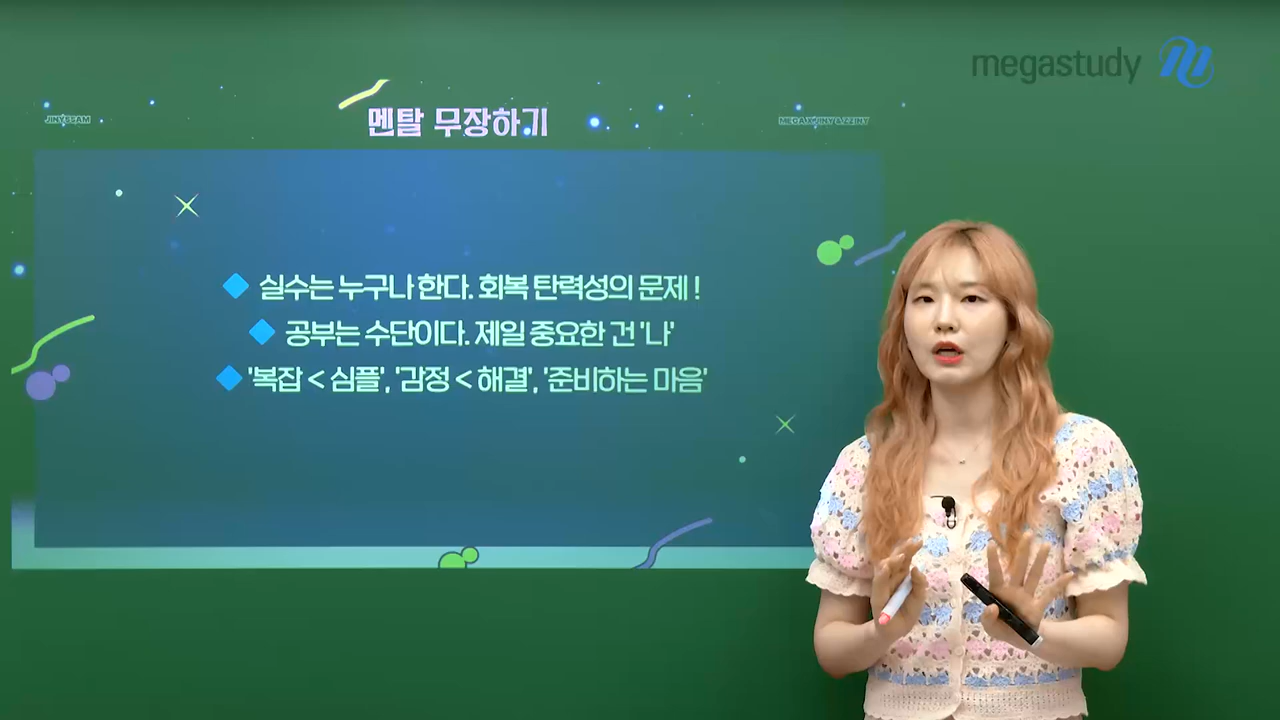 megastudy
JINYSSAM
멘탈 무장하기
실수는 누구나 한다. 회복 탄력성의 문제 !
공부는 수단이다. 제일 중요한 건 '나'
'복잡 < 심플', '감정 < 해결', '준비하는 마음'